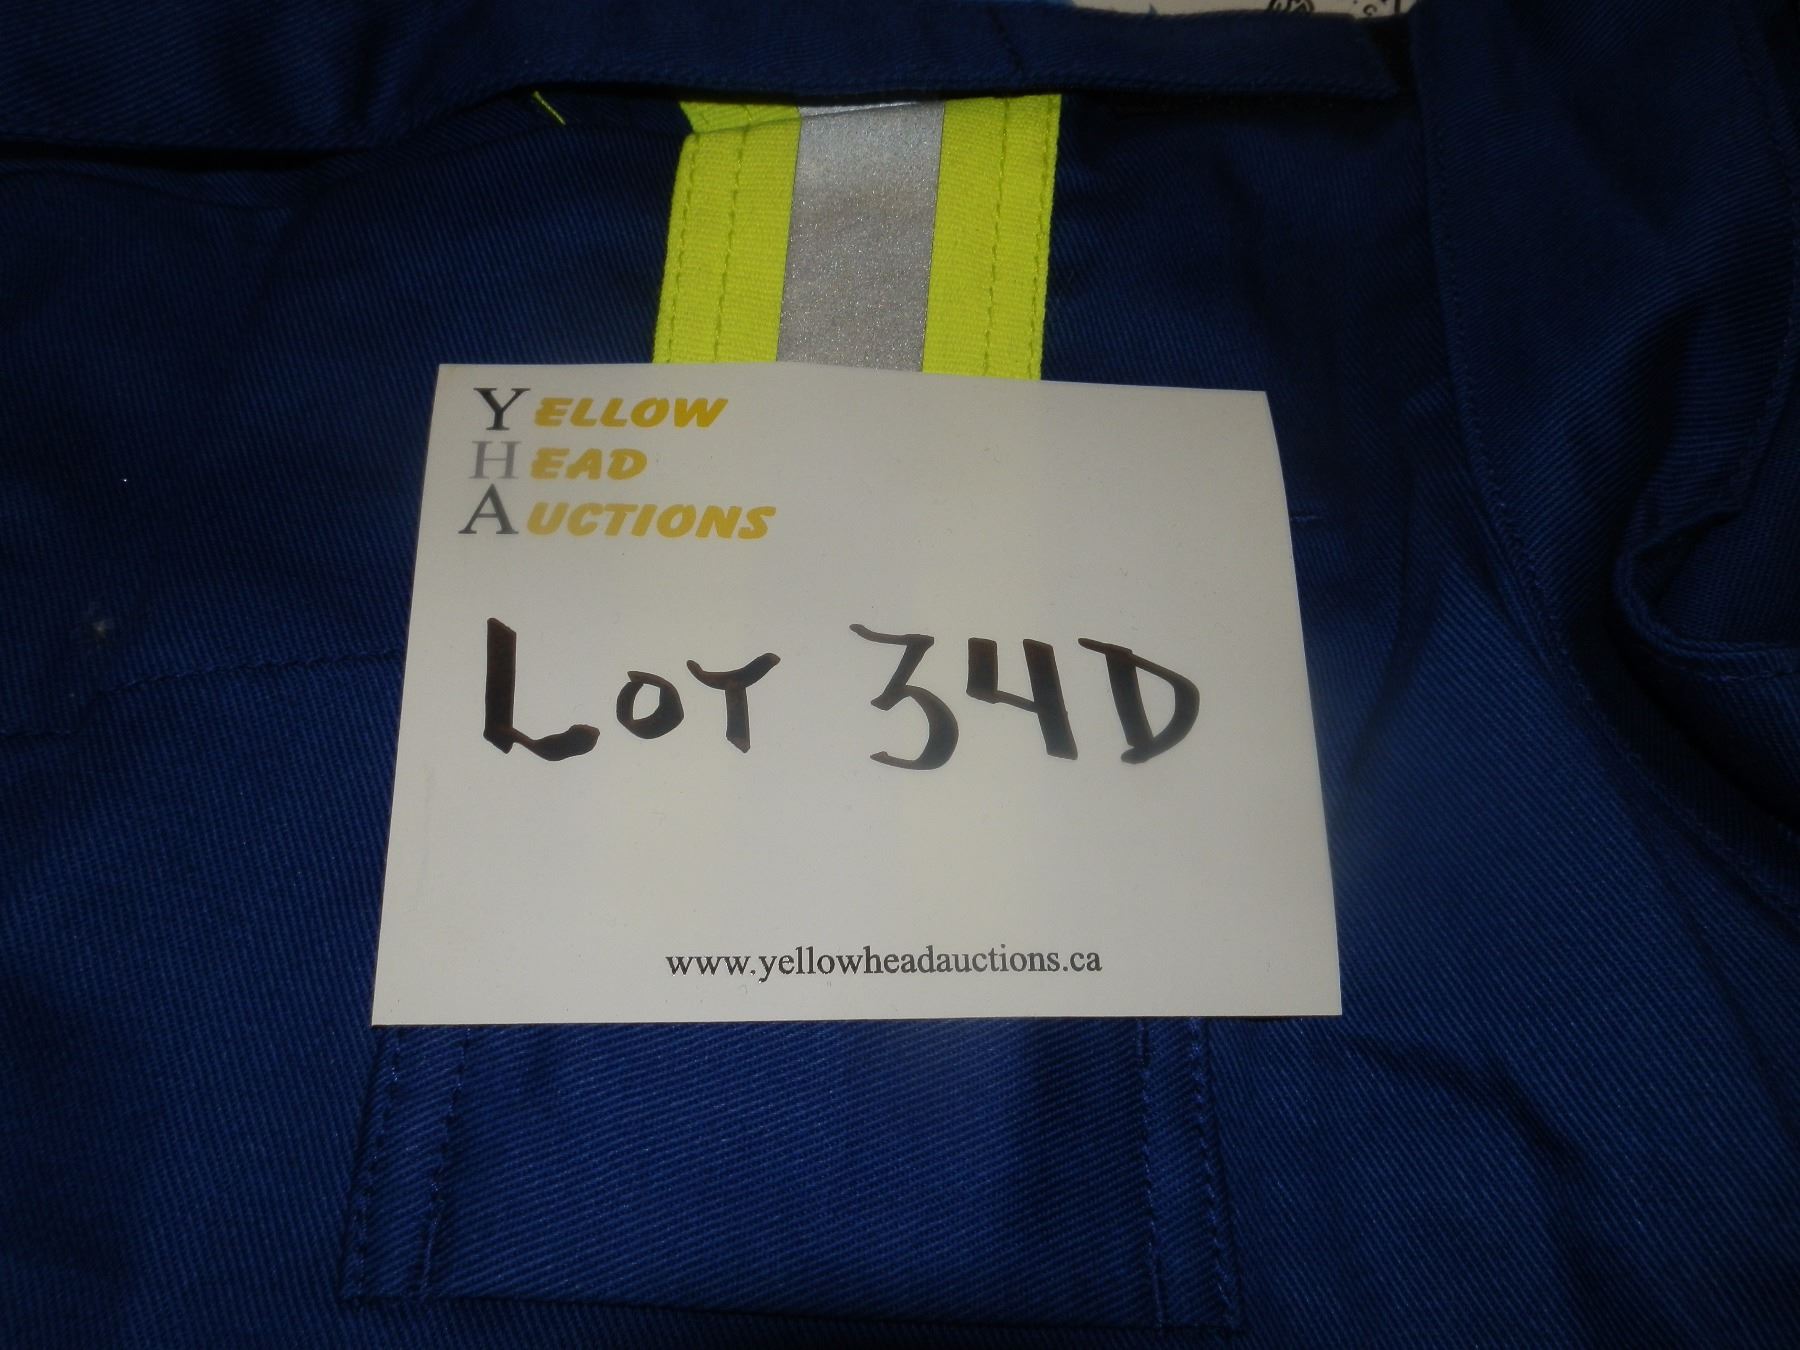 YELLOW
HEAD
AUCTIONS
LOT 34D
www.yellowheadauctions.ca